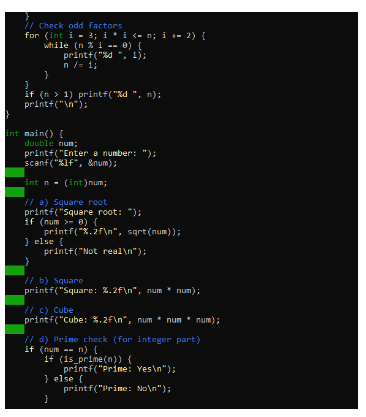 }
    // Check odd factors
    for (int i = 3; i * i <= n; i += 2) {
        while (n % i == 0) {
            printf("%d ", i);
            n /= i;
        }
    }
    if (n > 1) printf("%d ", n);
    printf("\n");
}
int main() {
    double num;
    printf("Enter a number: ");
    scanf("%lf", &num);
    int n = (int)num;
    // a) Square root
    printf("Square root: ");
    if (num >= 0) {
        printf("%.2f\n", sqrt(num));
    } else {
        printf("Not real\n");
    }
    // b) Square
    printf("Square: %.2f\n", num * num);
    // c) Cube
    printf("Cube: %.2f\n", num * num * num);
    // d) Prime check (for integer part)
    if (num == n) {
        if (is_prime(n)) {
            printf("Prime: Yes\n");
        } else {
            printf("Prime: No\n");
        }